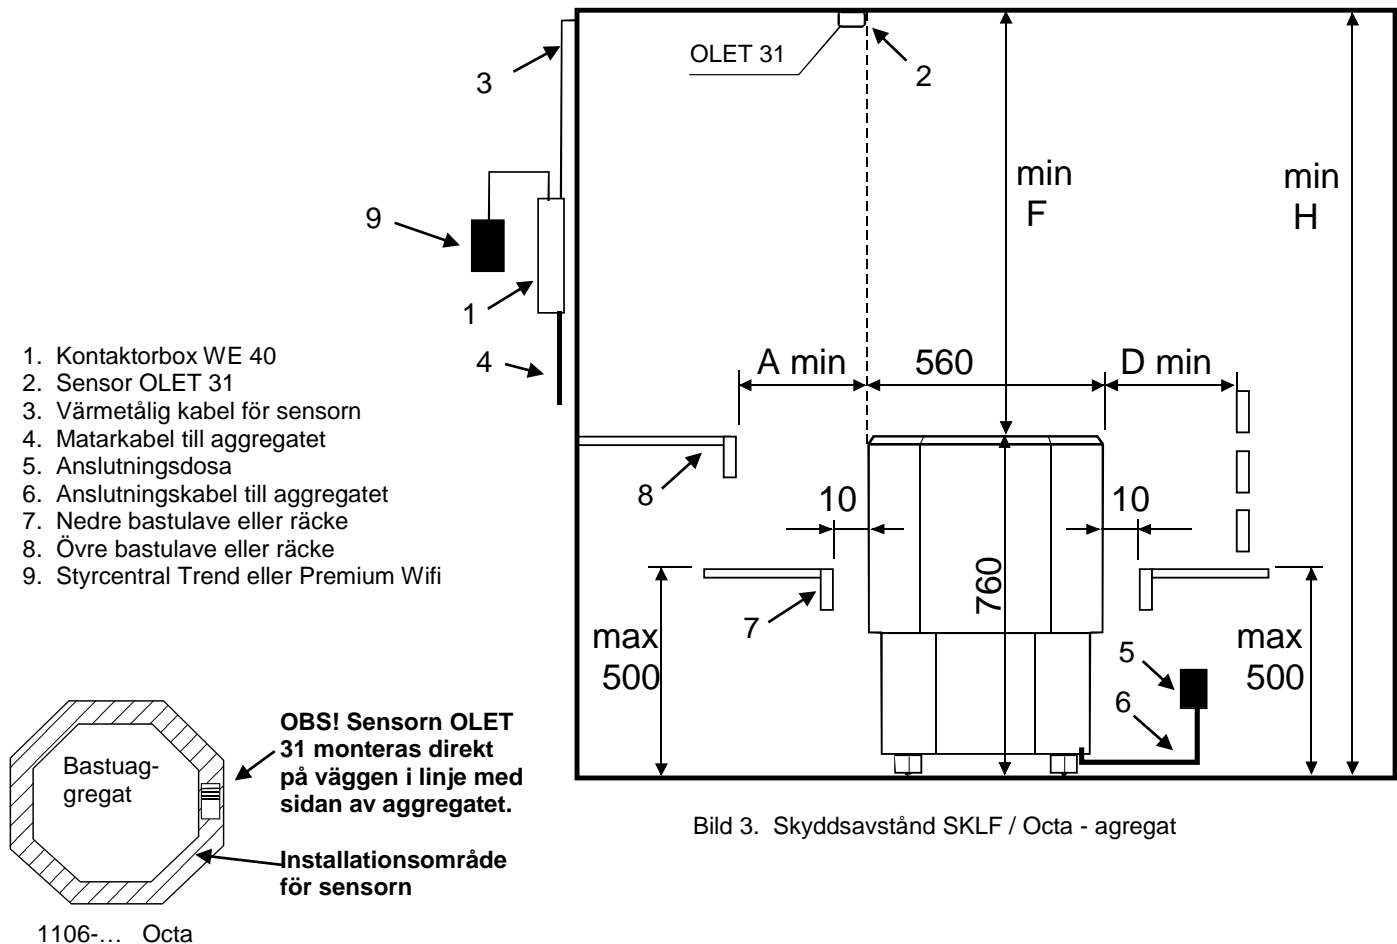 OLET 31
2
3
min
F
min
H
9
1
4
A min
560
D min
8
10
10
760
7
max
500
max
500
5
6
1. Kontaktorbox WE 40
2. Sensor OLET 31
3. Värmetålig kabel för sensorn
4. Matarkabel till aggregatet
5. Anslutningsdosa
6. Anslutningskabel till aggregatet
7. Nedre bastulave eller räcke
8. Övre bastulave eller räcke
9. Styrcentral Trend eller Premium Wifi
Bastuag-
gregat
OBS! Sensorn OLET
31 monteras direkt
på väggen i linje med
sidan av aggregatet.
Installationsområde
för sensorn
1106-... Octa
Bild 3. Skyddsavstånd SKLF / Octa - agregat